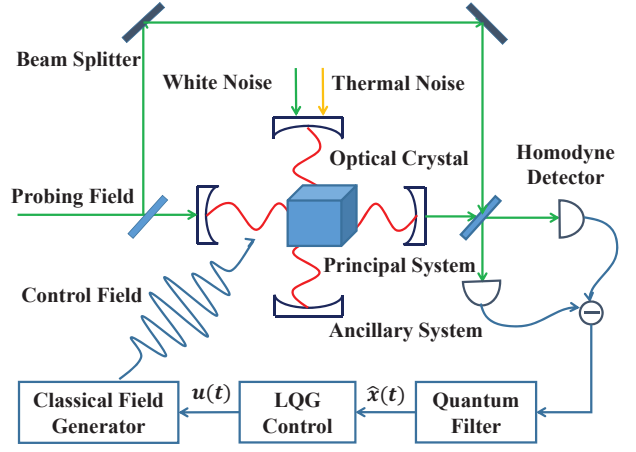 Beam Splitter
White Noise
Thermal Noise
Optical Crystal
Homodyne
Detector
Probing Field
Principal System
Control Field
Ancillary System
−
Classical Field
Generator
u(t)
LQG
Control
x̂(t)
Quantum
Filter